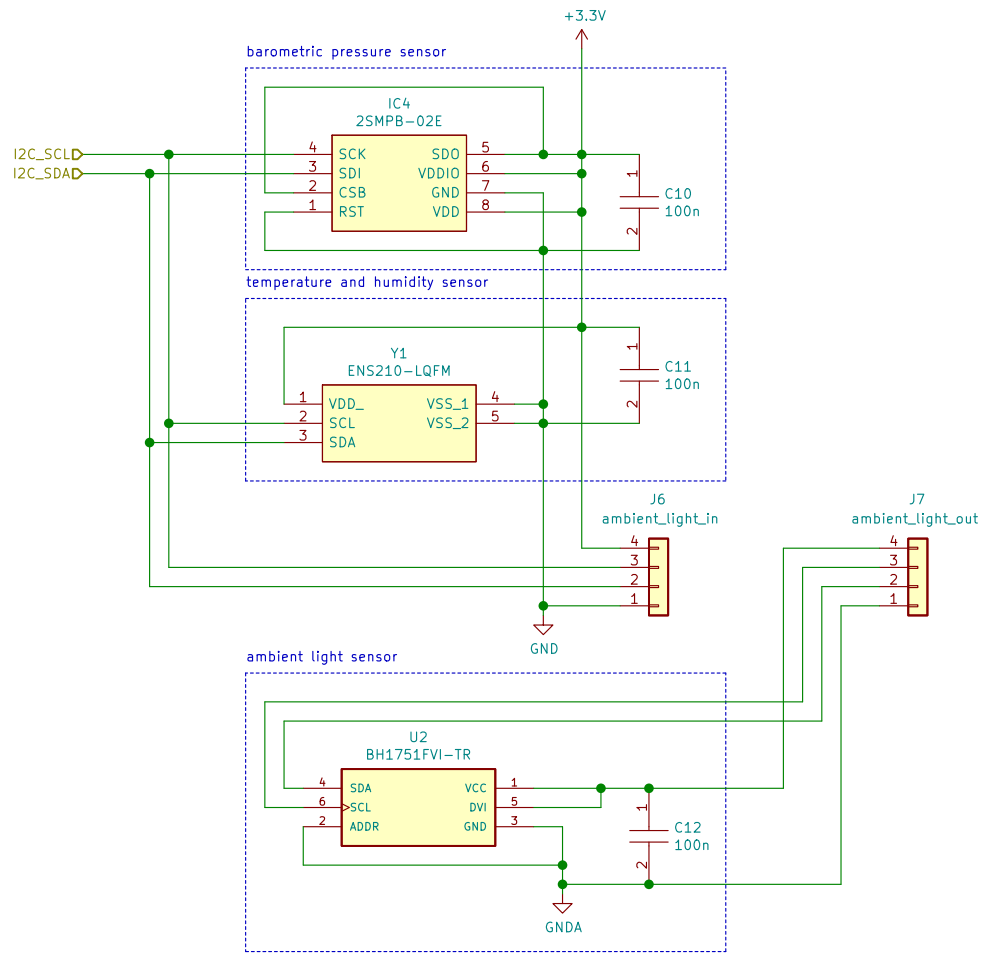 +3.3V
barometric pressure sensor
IC4
2SMPB-02E
I2C_SCL
I2C_SDA
4 SCK SDO 5
3 SDI VDDIO 6
2 CSB GND 7
1 RST VDD 8
1
C10
100n
2
temperature and humidity sensor
Y1
ENS210-LQFM
1 VDD_ VSS_1 4
2 SCL VSS_2 5
3 SDA
1
C11
100n
2
J6
ambient_light_in
4
3
2
1
J7
ambient_light_out
4
3
2
1
GND
ambient light sensor
U2
BH1751FVI-TR
4 SDA VCC 1
6 SCL DVI 5
2 ADDR GND 3
1
C12
100n
2
GNDA